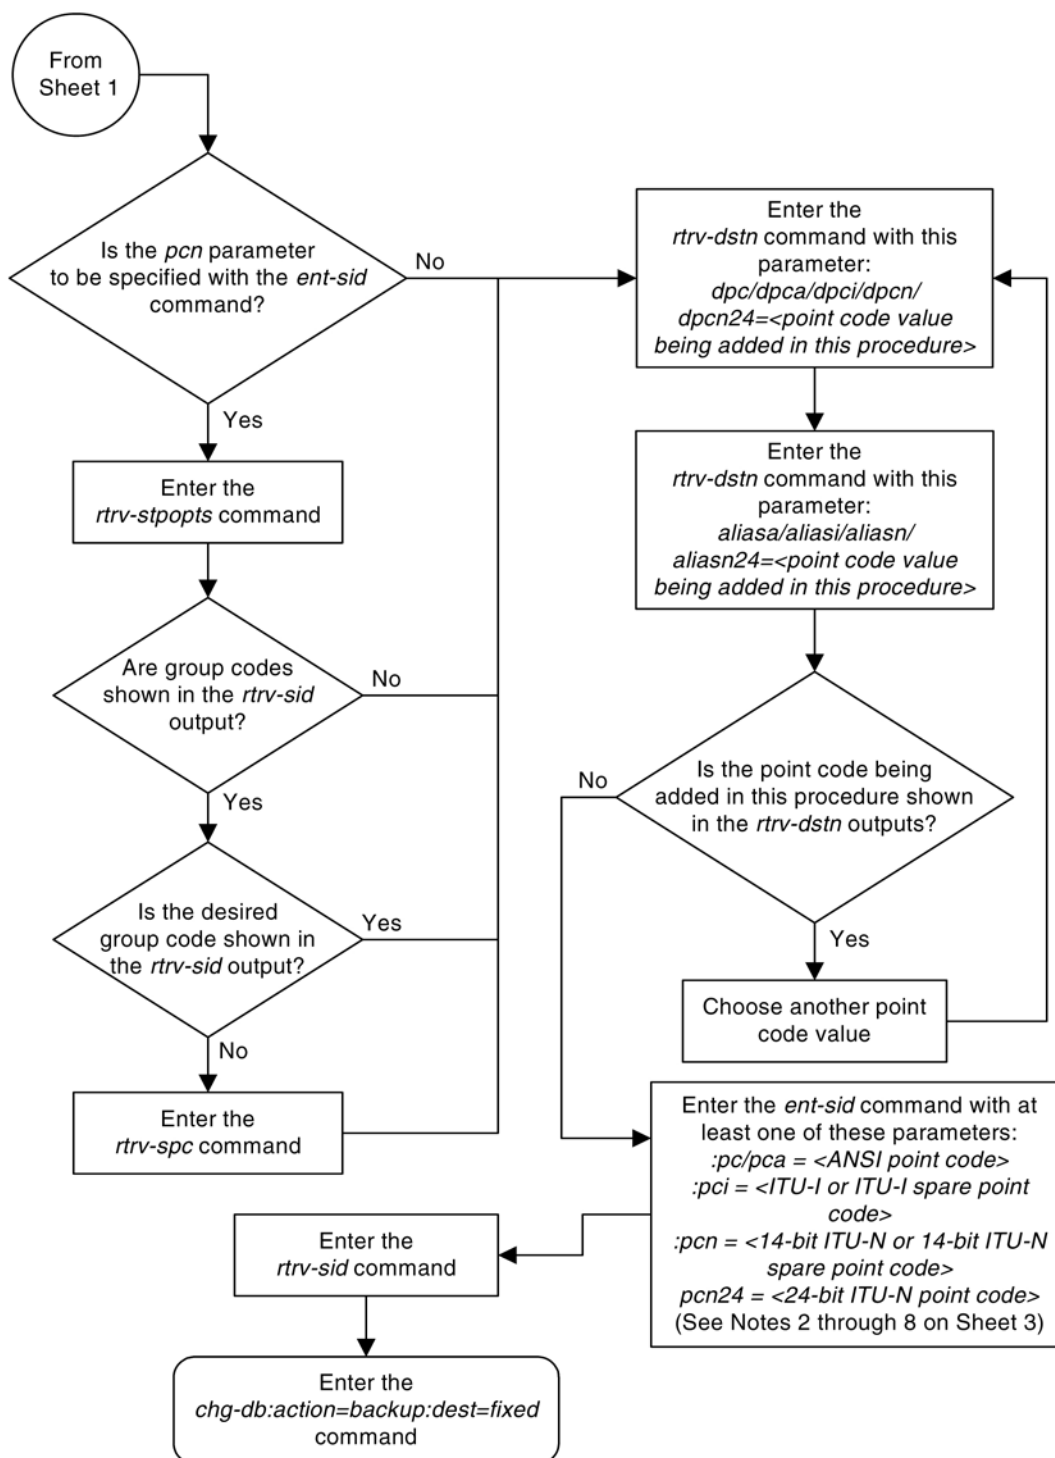 From
Sheet 1
Is the pcn parameter
to be specified with the ent-sid
command?
No
Yes
Enter the
rtrv-stpopts command
Are group codes
shown in the rtrv-sid
output?
No
Yes
Is the desired
group code shown in
the rtrv-sid output?
Yes
No
Enter the
rtrv-spc command
Enter the
rtrv-dstn command with this
parameter:
dpc/dpca/dpci/dpcn/
dpcn24=<point code value
being added in this procedure>
Enter the
rtrv-dstn command with this
parameter:
aliasa/aliasi/aliasn/
aliasn24=<point code value
being added in this procedure>
Is the point code being
added in this procedure shown
in the rtrv-dstn outputs?
No
Yes
Choose another point
code value
Enter the ent-sid command with at
least one of these parameters:
:pc/pca = <ANSI point code>
:pci = <ITU-I or ITU-I spare point
code>
:pcn = <14-bit ITU-N or 14-bit ITU-N
spare point code>
pcn24 = <24-bit ITU-N point code>
(See Notes 2 through 8 on Sheet 3)
Enter the
rtrv-sid command
Enter the
chg-db:action=backup:dest=fixed
command